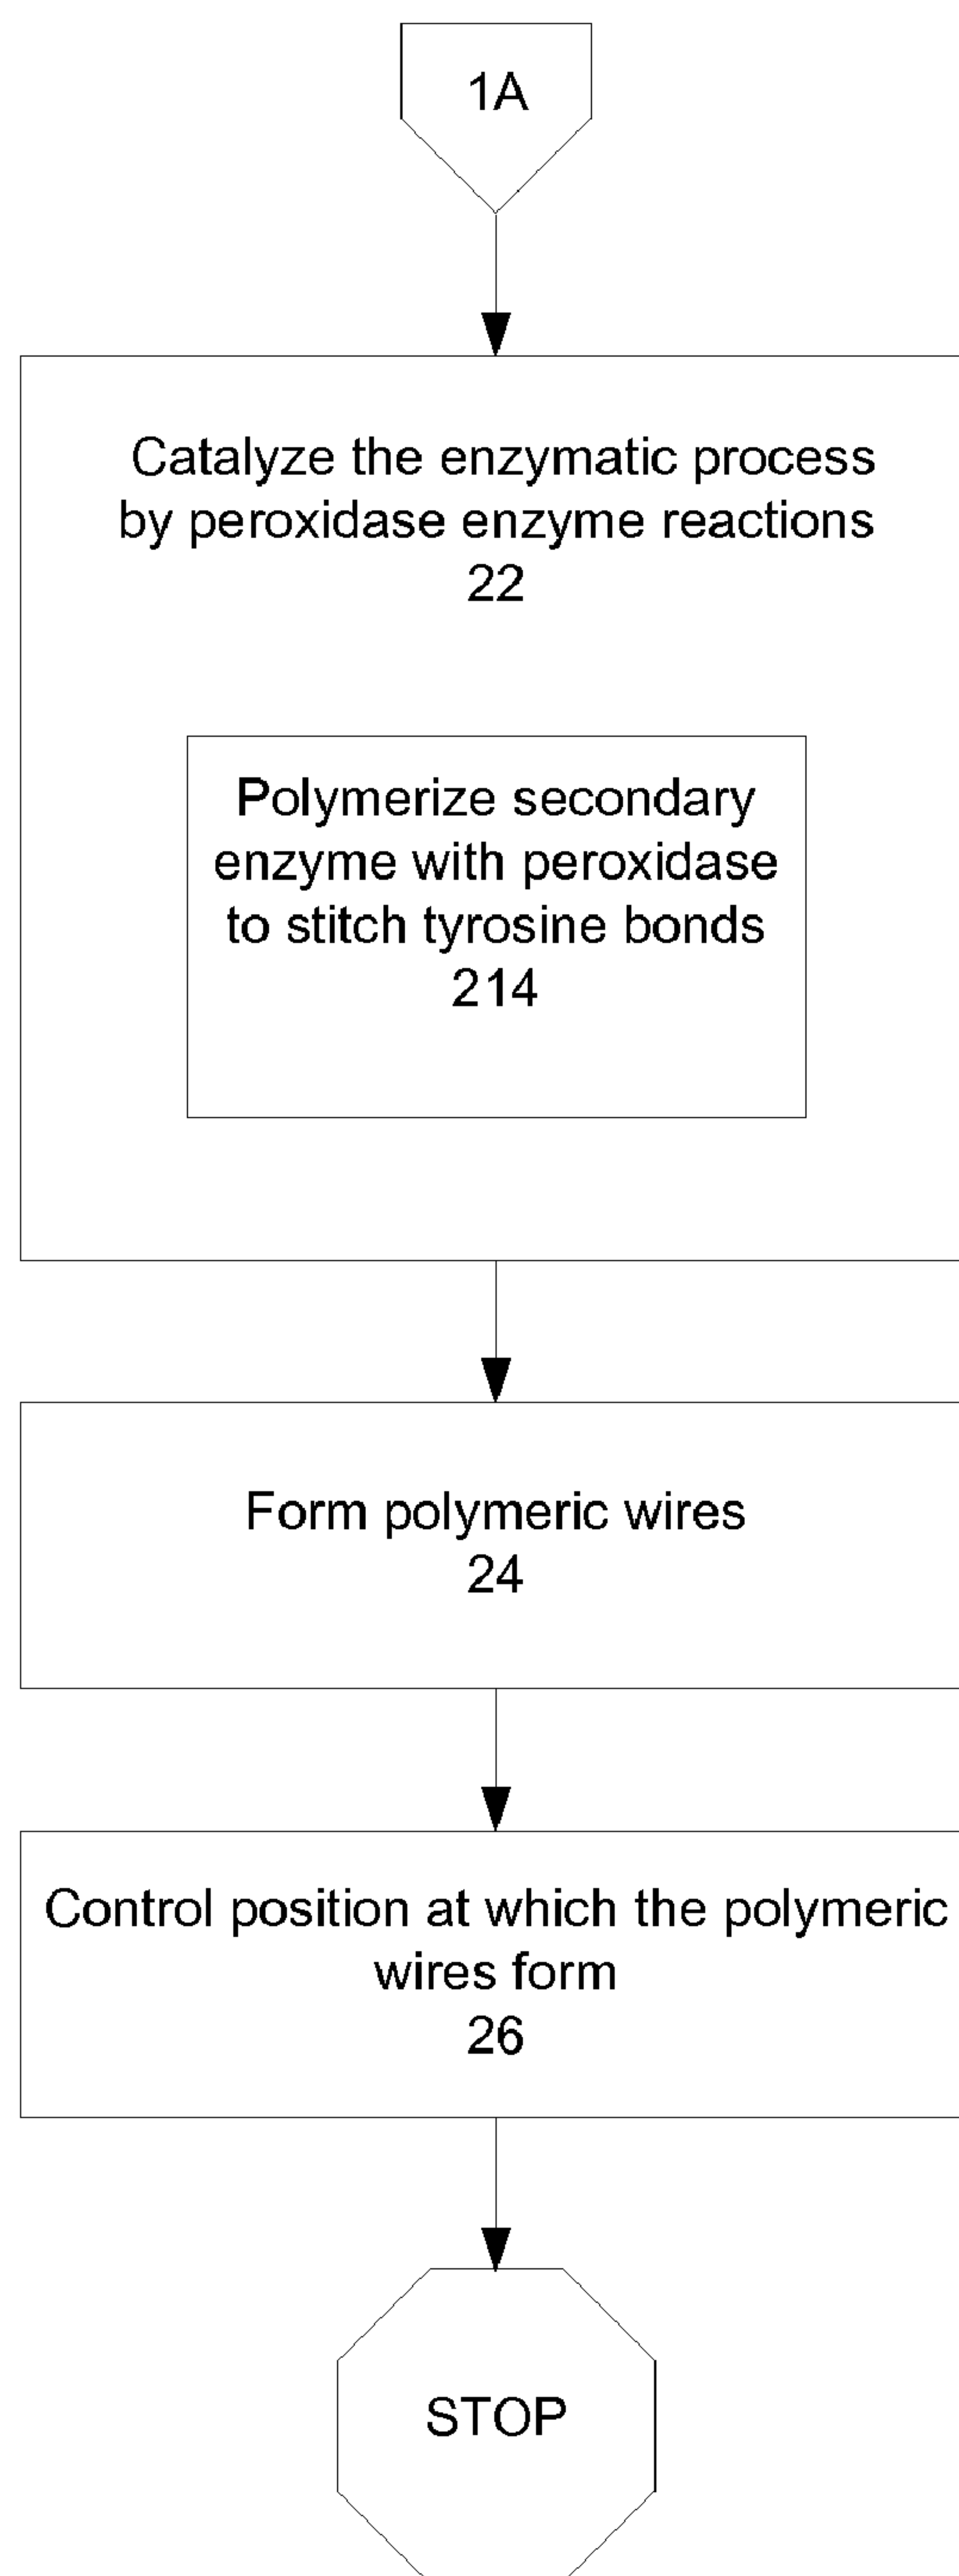 1A
Catalyze the enzymatic process
by peroxidase enzyme reactions
22
Polymerize secondary
enzyme with peroxidase
to stitch tyrosine bonds
214
Form polymeric wires
24
Control position at which the polymeric
wires form
26
STOP